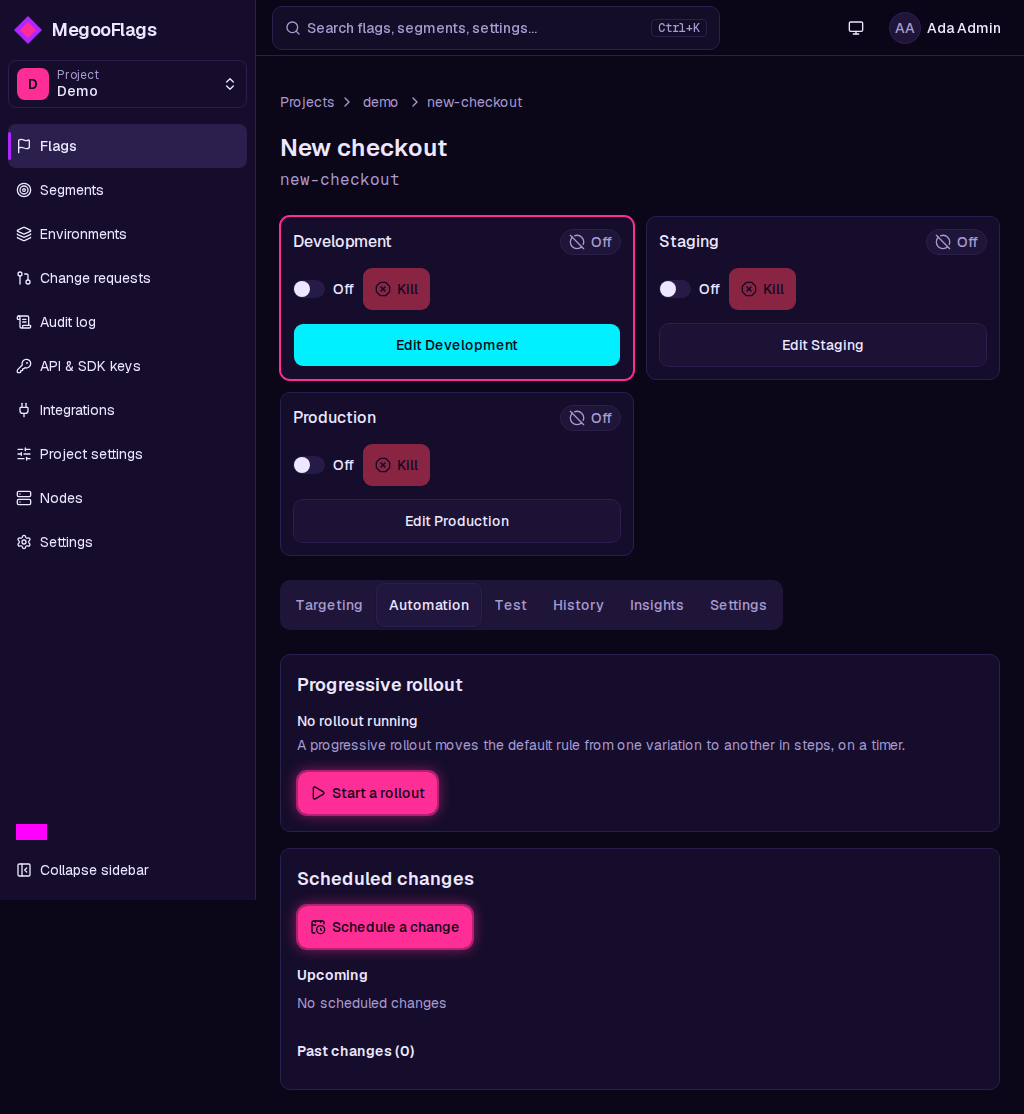 MegooFlags
Search flags, segments, settings...
Ctrl+K
AA
Ada Admin
D
Project
Demo
Flags
Segments
Environments
Change requests
Audit log
API & SDK keys
Integrations
Project settings
Nodes
Settings
Collapse sidebar
Projects
demo
new-checkout
New checkout
new-checkout
Development
Off
Off
Kill
Edit Development
Staging
Off
Off
Kill
Edit Staging
Production
Off
Off
Kill
Edit Production
Targeting
Automation
Test
History
Insights
Settings
Progressive rollout
No rollout running
A progressive rollout moves the default rule from one variation to another in steps, on a timer.
Start a rollout
Scheduled changes
Schedule a change
Upcoming
No scheduled changes
Past changes (0)